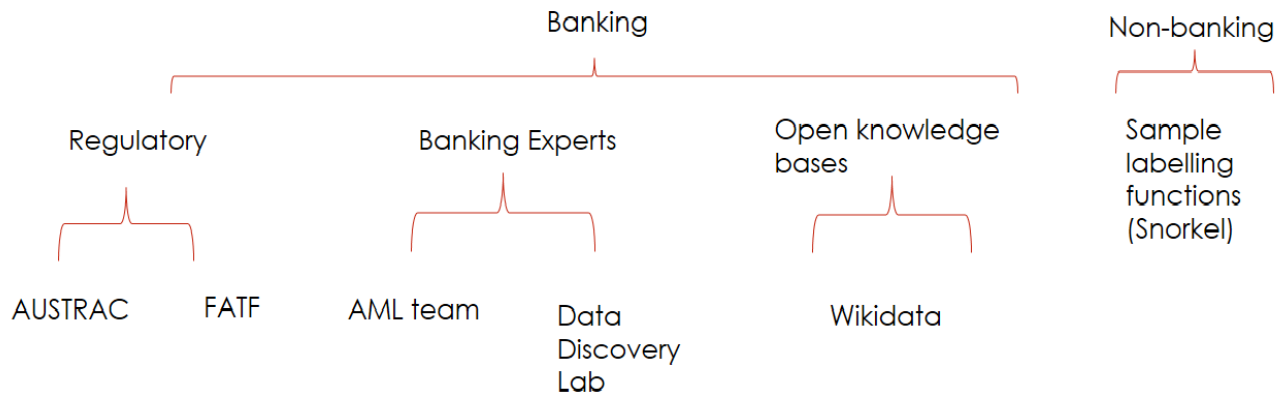 Banking
Non-banking
Regulatory
Banking Experts
Open knowledge
bases
Sample
labelling
functions
(Snorkel)
AUSTRAC
FATF
AML team
Data
Discovery
Lab
Wikidata